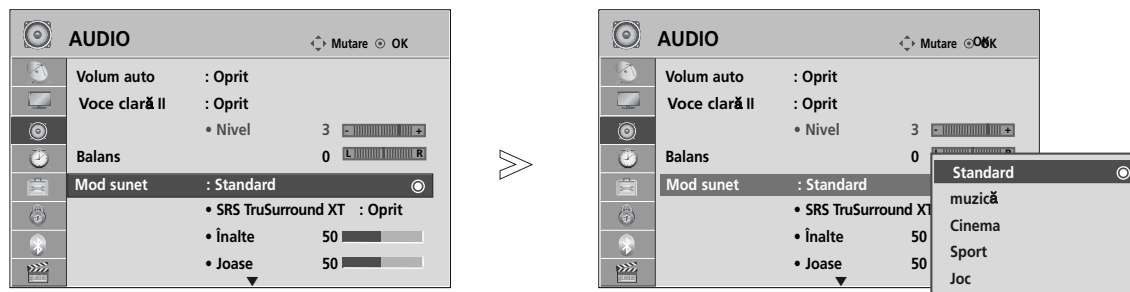 AUDIO Mutare OK
Volum auto : Oprit
Voce clară II : Oprit
• Nivel 3 - +
Balans 0 L R
Mod sunet : Standard
• SRS TruSurround XT : Oprit
• Înalte 50
• Joase 50
AUDIO Mutare OK
Volum auto : Oprit
Voce clară II : Oprit
• Nivel 3 - +
Balans 0
Mod sunet : Standard
• SRS TruSurround XT
• Înalte 50
• Joase 50
Standard
muzică
Cinema
Sport
Joc